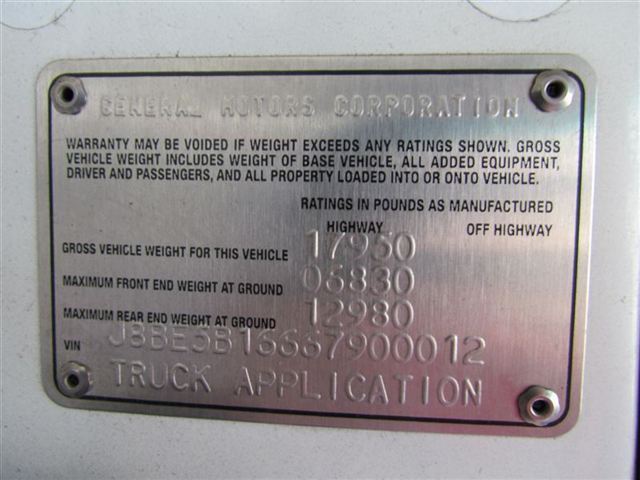 GENERAL MOTORS CORPORATION
WARRANTY MAY BE VOIDED IF WEIGHT EXCEEDS ANY RATINGS SHOWN. GROSS
VEHICLE WEIGHT INCLUDES WEIGHT OF BASE VEHICLE, ALL ADDED EQUIPMENT,
DRIVER AND PASSENGERS, AND ALL PROPERTY LOADED INTO OR ONTO VEHICLE.
RATINGS IN POUNDS AS MANUFACTURED
HIGHWAY OFF HIGHWAY
GROSS VEHICLE WEIGHT FOR THIS VEHICLE 17950
MAXIMUM FRONT END WEIGHT AT GROUND 06830
MAXIMUM REAR END WEIGHT AT GROUND 12980
VIN J8BE5B16667900012
TRUCK APPLICATION